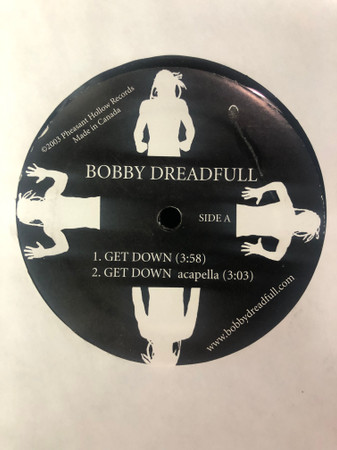 ©2003 Pheasant Hollow Records
Made in Canada
BOBBY DREADFULL
SIDE A
1. GET DOWN (3:58)
2. GET DOWN acapella (3:03)
www.bobbydreadfull.com